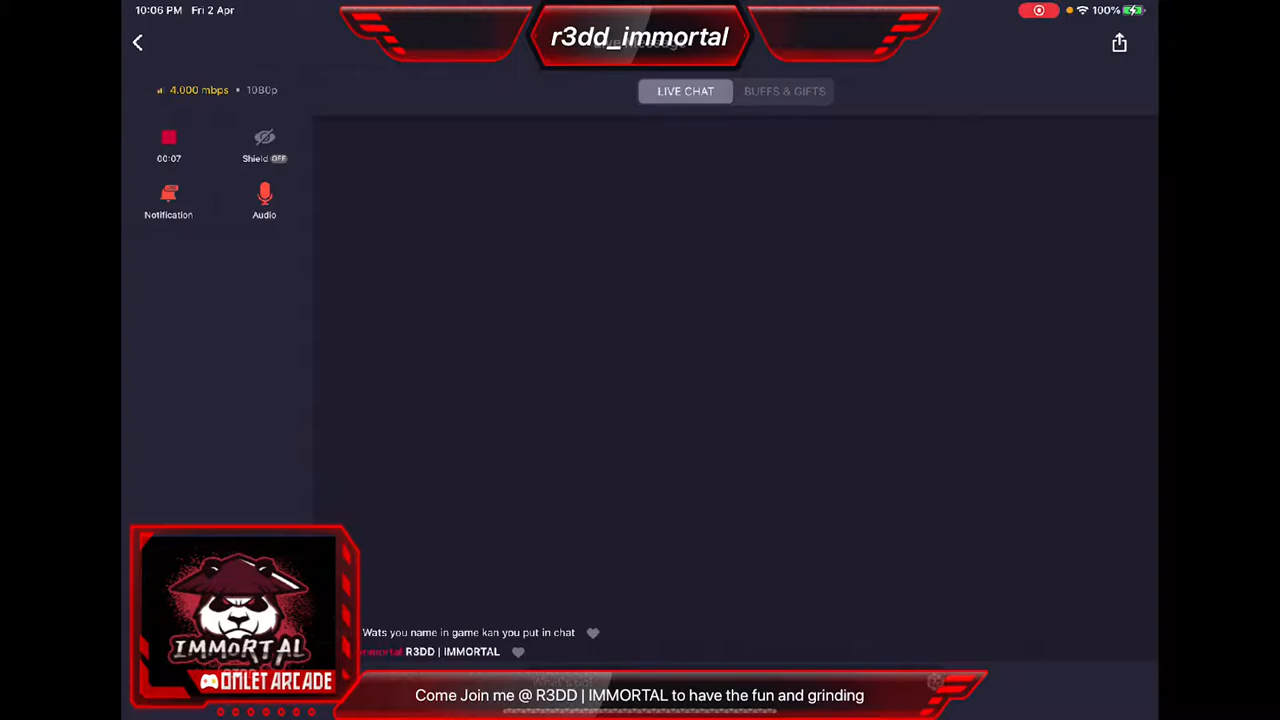 10:06 PM Fri 2 Apr
100%
r3dd_immortal
4.000 mbps • 1080p
LIVE CHAT
BUFFS & GIFTS
00:07
Shield OFF
Notification
Audio
Wats you name in game kan you put in chat
immortal R3DD | IMMORTAL
IMMORTAL
OMLET ARCADE
Come Join me @ R3DD | IMMORTAL to have the fun and grinding